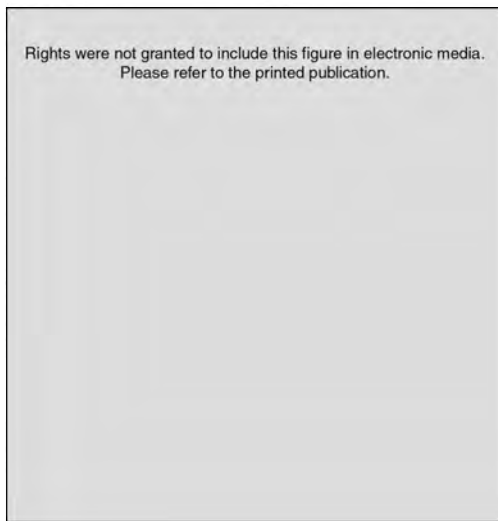 Rights were not granted to include this figure in electronic media.
Please refer to the printed publication.